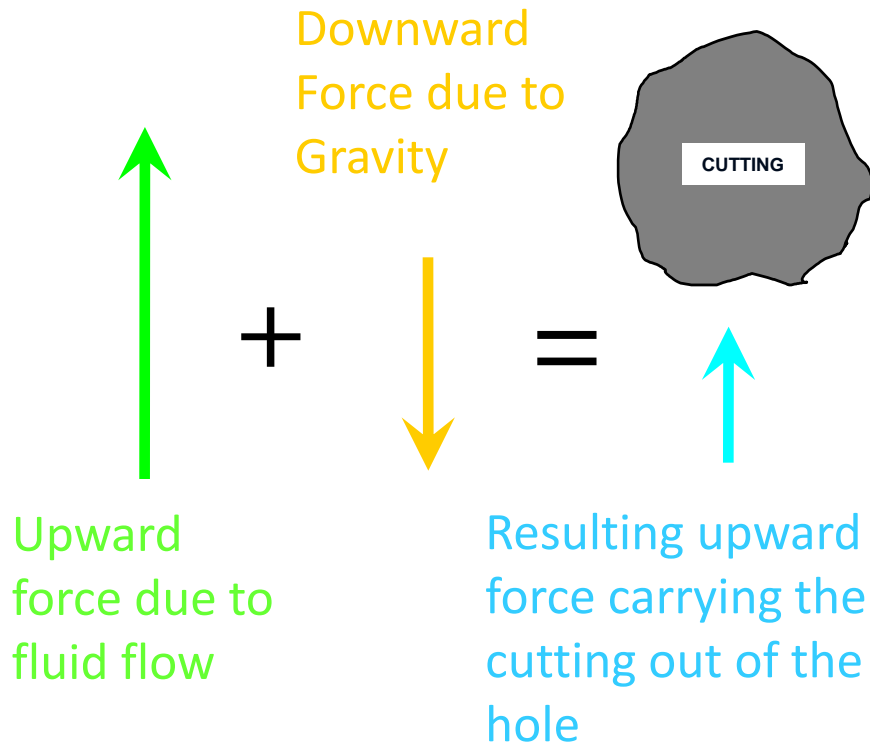 Downward
Force due to
Gravity
CUTTING
+
=
Upward
force due to
fluid flow
Resulting upward
force carrying the
cutting out of the
hole